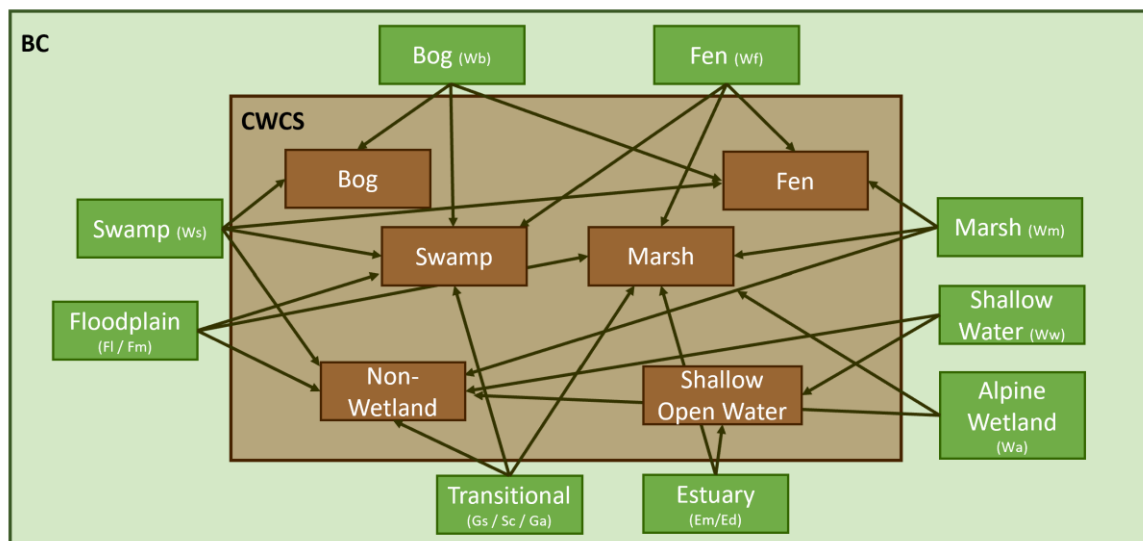 BC
Bog (Wb)
Fen (Wf)
CWCS
Bog
Fen
Swamp (Ws)
Swamp
Marsh
Marsh (Wm)
Floodplain
(Fl / Fm)
Shallow
Water (Ww)
Non-
Wetland
Shallow
Open Water
Alpine
Wetland
(Wa)
Transitional
(Gs / Sc / Ga)
Estuary
(Em/Ed)